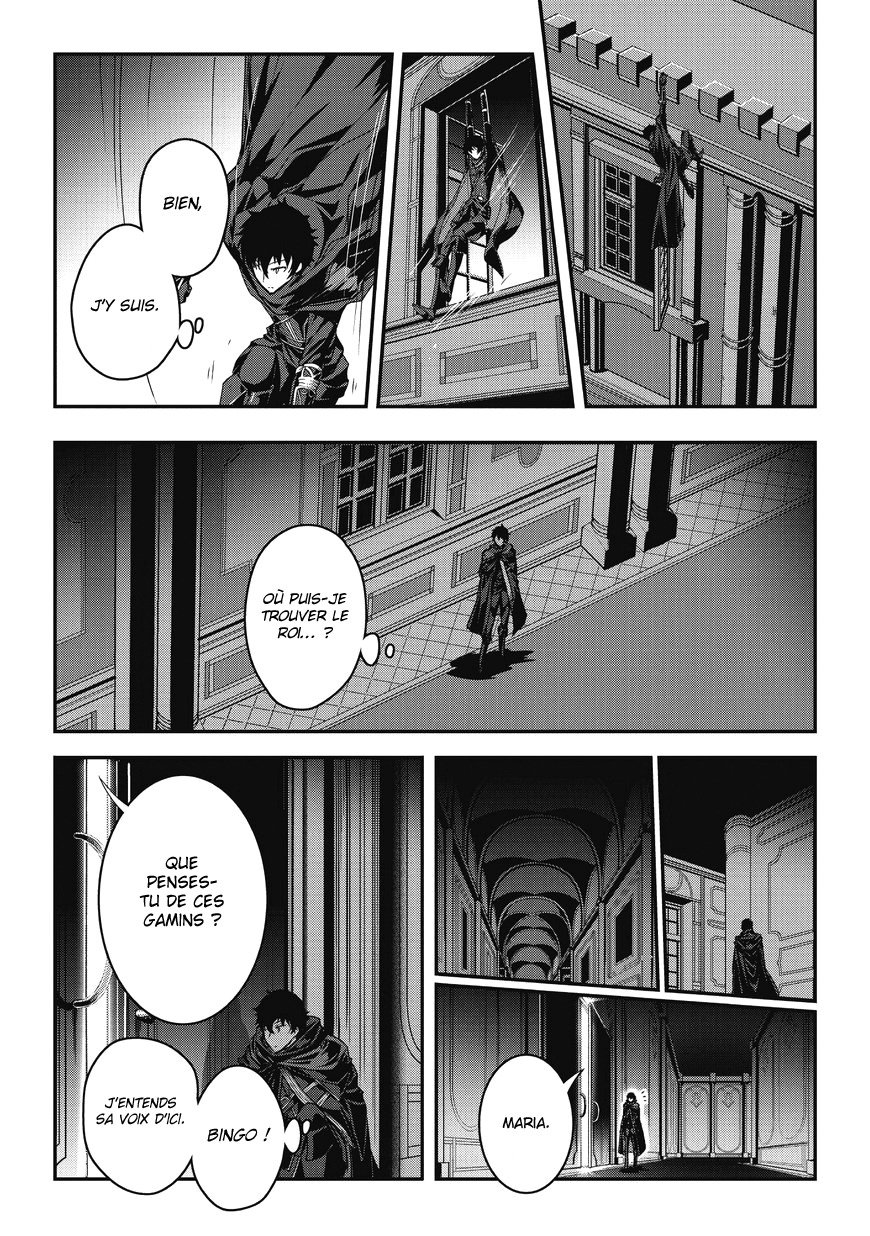 BIEN,
J'Y SUIS.
OÙ PUIS-JE
TROUVER LE
ROI... ?
MARIA.
QUE
PENSES-
TU DE CES
GAMINS ?
BINGO !
J'ENTENDS
SA VOIX D'ICI.